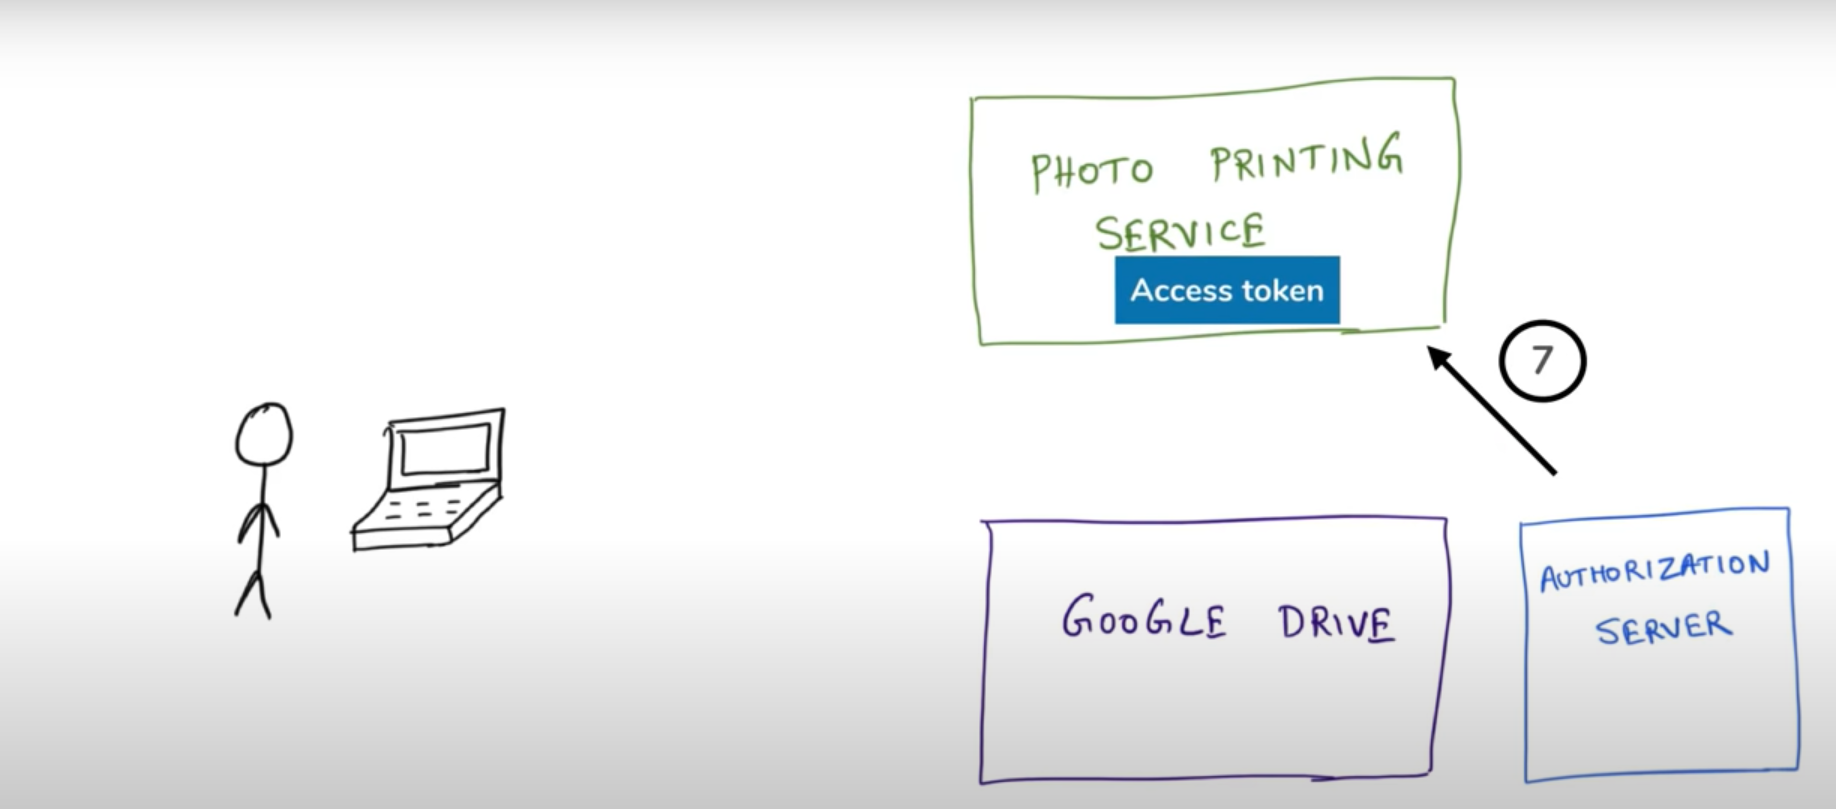 PHOTO PRINTING
SERVICE
Access token
7
GOOGLE DRIVE
AUTHORIZATION
SERVER